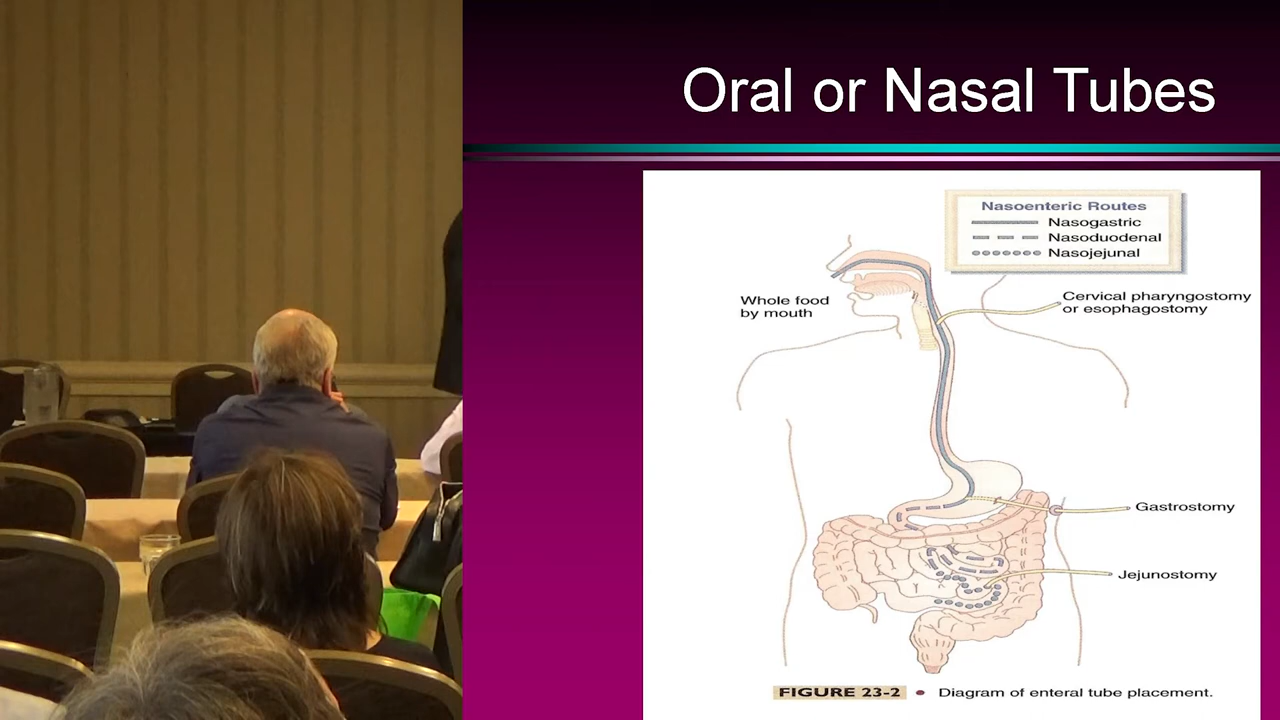 Oral or Nasal Tubes
Nasoenteric Routes
Nasogastric
Nasoduodenal
Nasojejunal
Whole food
by mouth
Cervical pharyngostomy
or esophagostomy
Gastrostomy
Jejunostomy
FIGURE 23-2 • Diagram of enteral tube placement.